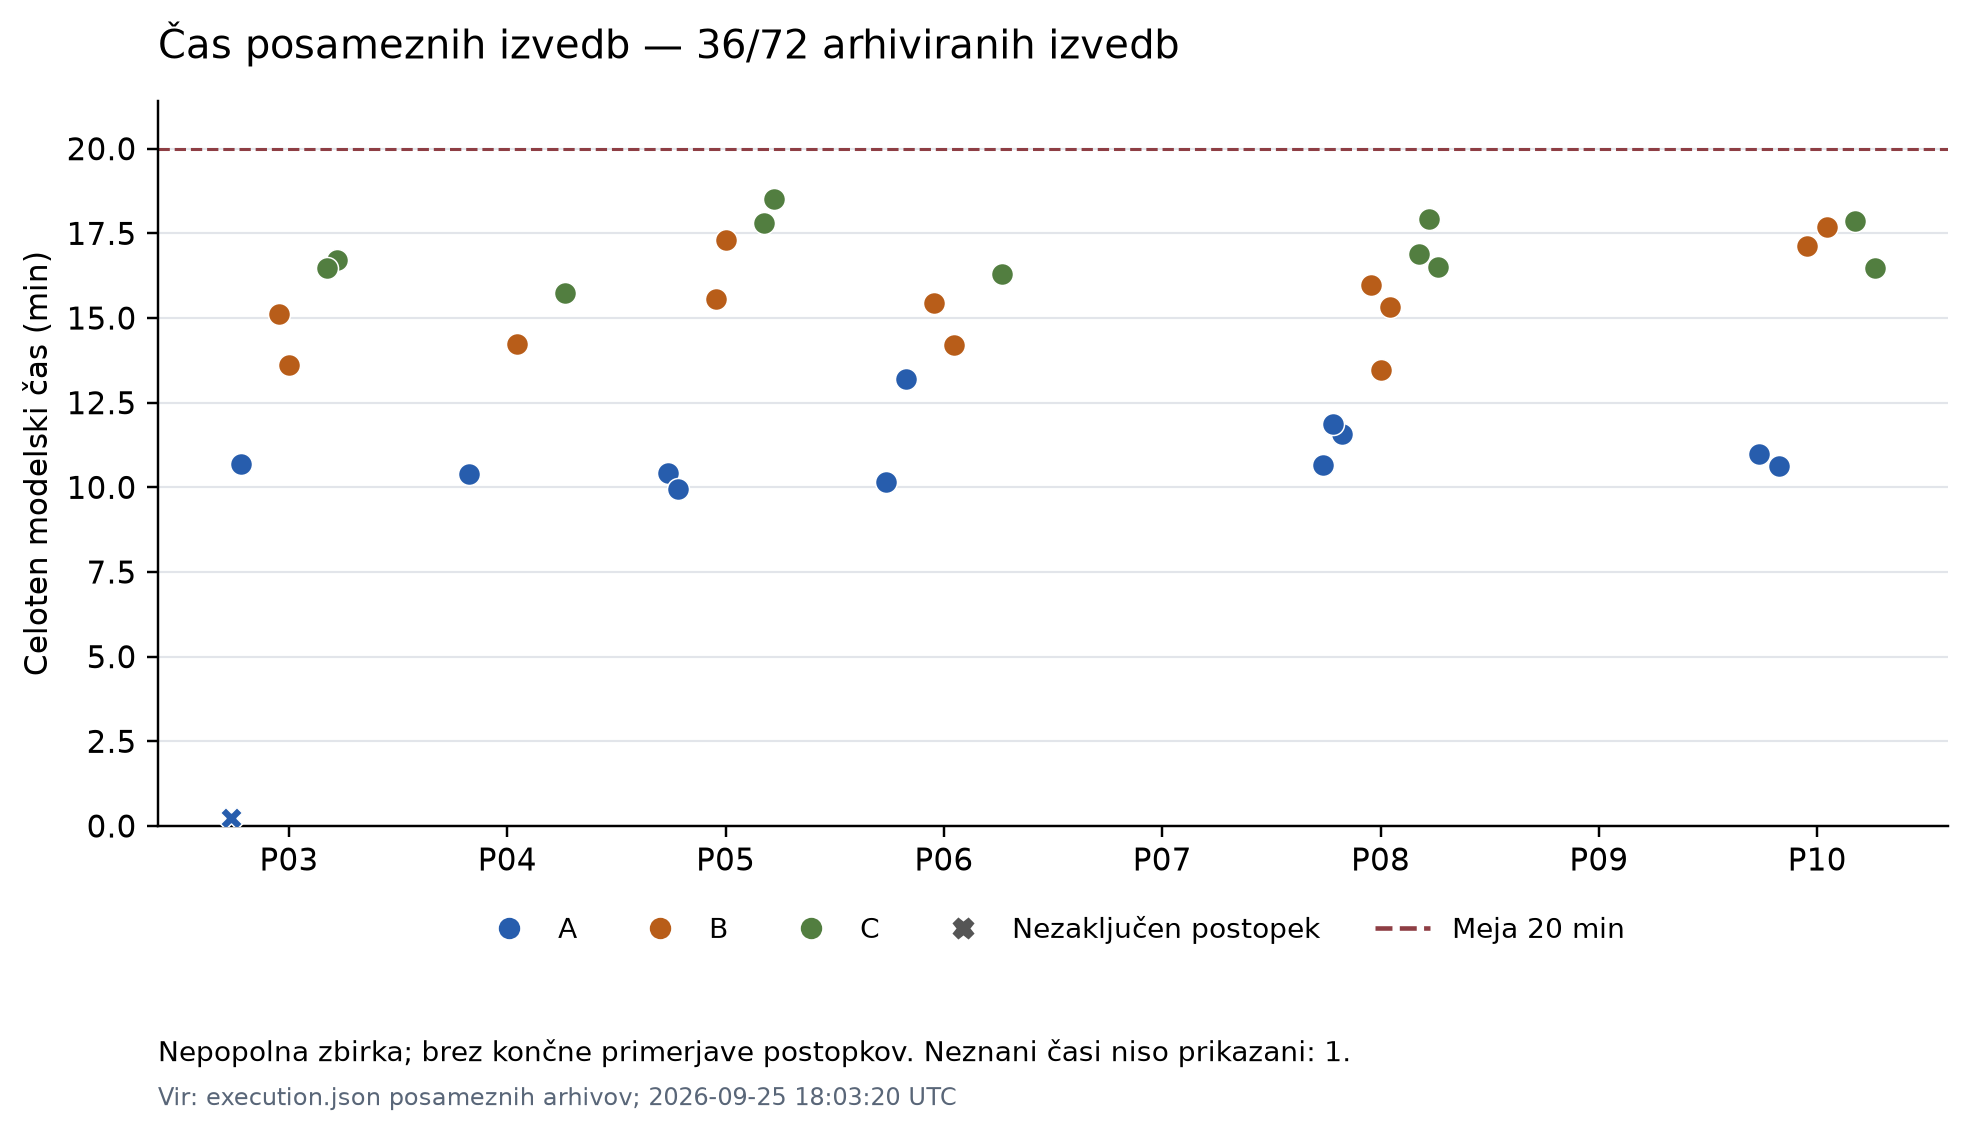 Čas posameznih izvedb — 36/72 arhiviranih izvedb
Celoten modelski čas (min)
20.0
17.5
15.0
12.5
10.0
7.5
5.0
2.5
0.0
P03 P04 P05 P06 P07 P08 P09 P10
A B C Nezaključen postopek Meja 20 min
Nepopolna zbirka; brez končne primerjave postopkov. Neznani časi niso prikazani: 1.
Vir: execution.json posameznih arhivov; 2026-09-25 18:03:20 UTC